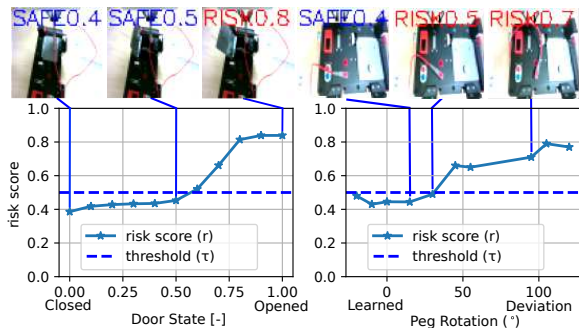 SAFE0.4 SAFE0.5 RISK0.8 SAFE0.4 RISK0.5 RISK0.7
1.0
0.8
0.6
0.4
0.2
0.0
risk score
risk score (r)
threshold (τ)
0.00 0.25 0.50 0.75 1.00
Closed Opened
Door State [-]
1.0
0.8
0.6
0.4
0.2
0.0
risk score (r)
threshold (τ)
0 50 100
Learned Deviation
Peg Rotation (°)